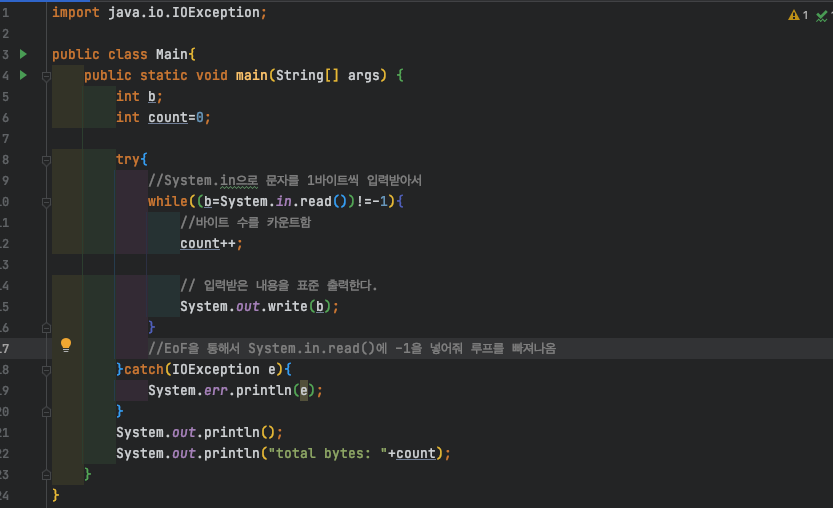 1 import java.io.IOException;
2
3 public class Main{
4 public static void main(String[] args) {
5 int b;
6 int count=0;
7
8 try{
9 //System.in으로 문자를 1바이트씩 입력받아서
10 while((b=System.in.read())!=-1){
11 //바이트 수를 카운트함
12 count++;
13
14 // 입력받은 내용을 표준 출력한다.
15 System.out.write(b);
16 }
17 //EoF을 통해서 System.in.read()에 -1을 넣어줘 루프를 빠져나옴
18 }catch(IOException e){
19 System.err.println(e);
20 }
21 System.out.println();
22 System.out.println("total bytes: "+count);
23 }
24 }
1